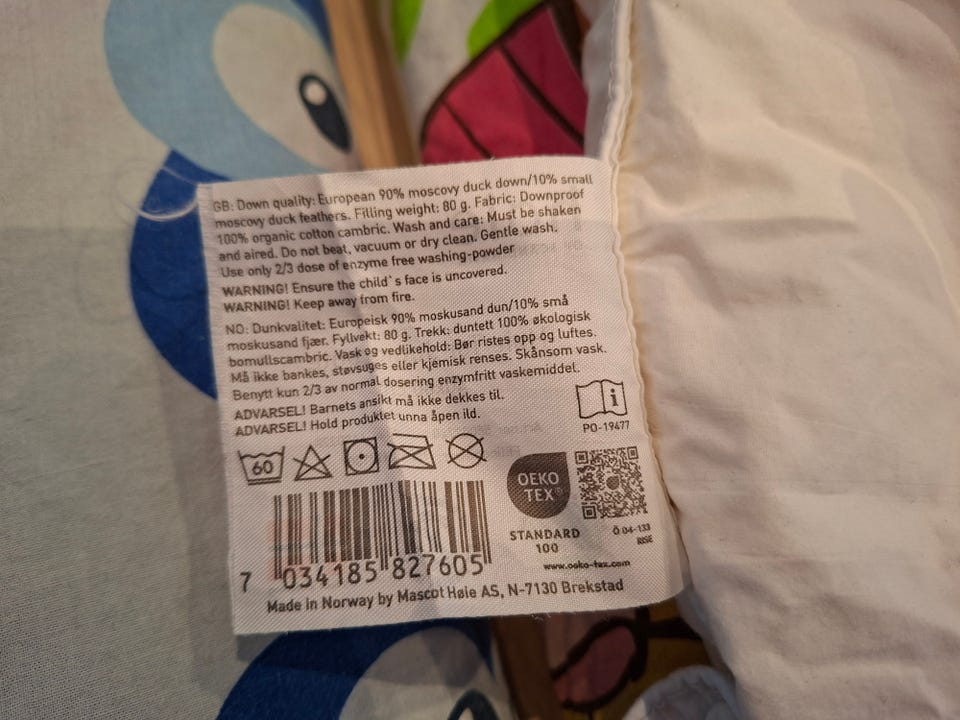 GB: Down quality: European 90% moscovy duck down/10% small
moscovy duck feathers. Filling weight: 80 g. Fabric: Downproof
100% organic cotton cambric. Wash and care: Must be shaken
and aired. Do not beat, vacuum or dry clean. Gentle wash.
Use only 2/3 dose of enzyme free washing-powder
WARNING! Ensure the child`s face is uncovered.
WARNING! Keep away from fire.
NO: Dunkvalitet: Europeisk 90% moskusand dun/10% små
moskusand fjær. Fyllvekt: 80 g. Trekk: duntett 100% økologisk
bomullscambric. Vask og vedlikehold: Bør ristes opp og luftes.
Må ikke bankes, støvsuges eller kjemisk renses. Skånsom vask.
Benytt kun 2/3 av normal dosering enzymfritt vaskemiddel.
ADVARSEL! Barnets ansikt må ikke dekkes til.
ADVARSEL! Hold produktet unna åpen ild.
PO-19477
60
OEKO
TEX®
STANDARD
100
Ö 04-133
RISE
www.oeko-tex.com
7 034185 827605
Made in Norway by Mascot Høie AS, N-7130 Brekstad